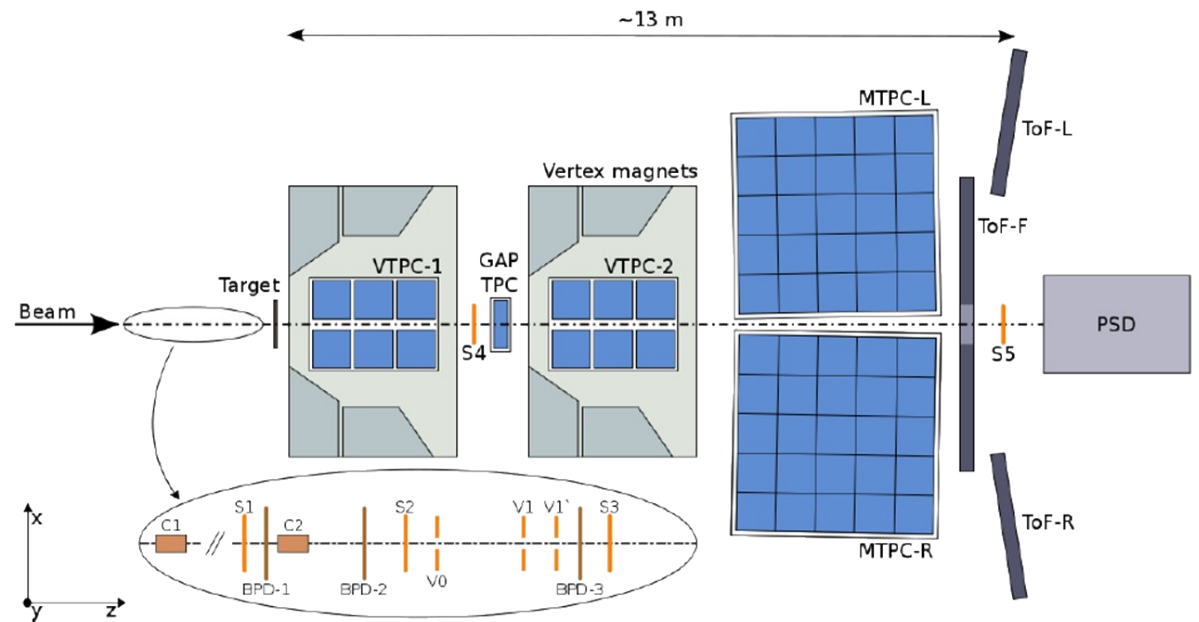 ~13 m
MTPC-L
ToF-L
Vertex magnets
ToF-F
VTPC-1
GAP
TPC
VTPC-2
Target
Beam
PSD
S4
S5
S1
S2
V1
V1`
S3
C1
C2
x
ToF-R
MTPC-R
V0
BPD-1
BPD-2
BPD-3
y
z